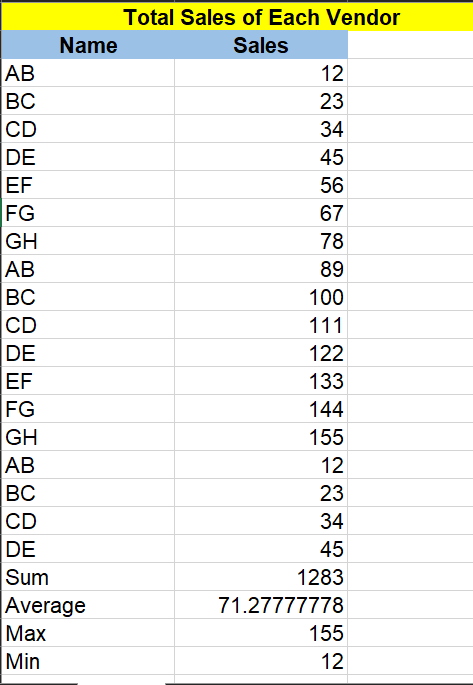 Total Sales of Each Vendor
Name Sales
AB 12
BC 23
CD 34
DE 45
EF 56
FG 67
GH 78
AB 89
BC 100
CD 111
DE 122
EF 133
FG 144
GH 155
AB 12
BC 23
CD 34
DE 45
Sum 1283
Average 71.27777778
Max 155
Min 12